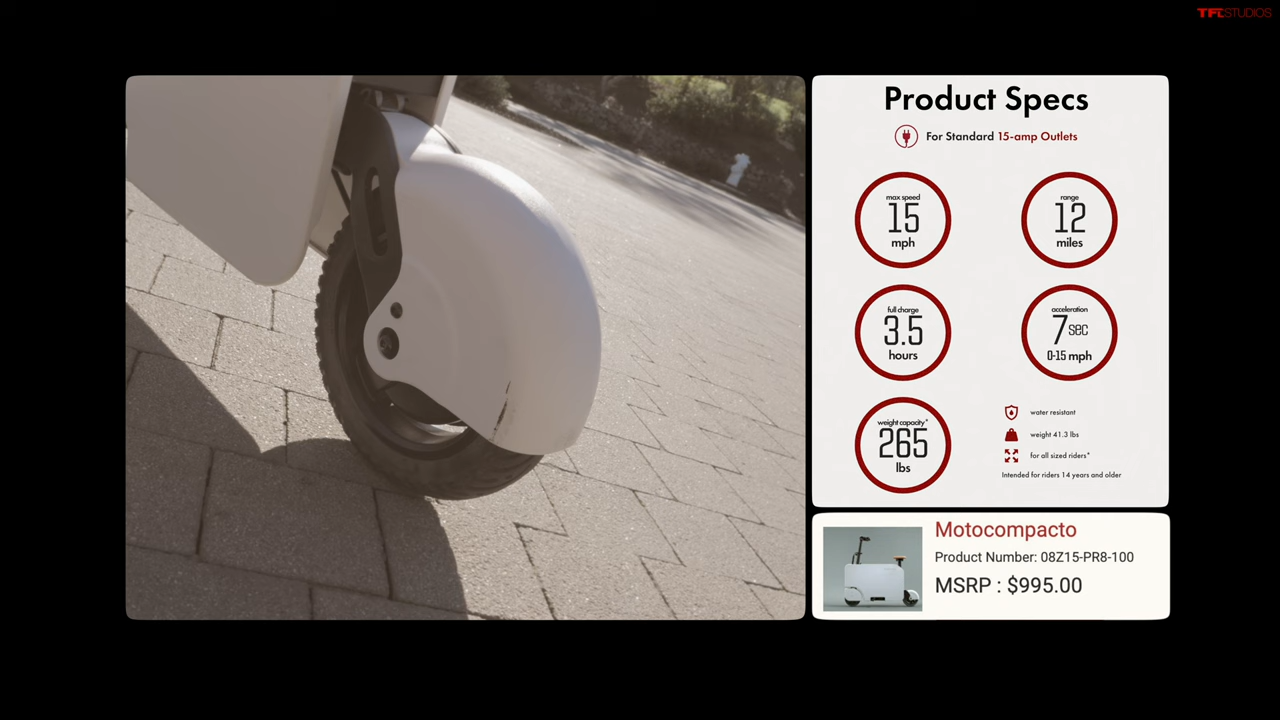 TFLSTUDIOS
Product Specs
For Standard 15-amp Outlets
max speed
15
mph
range
12
miles
full charge
3.5
hours
acceleration
7 sec
0-15 mph
weight capacity*
265
lbs
water resistant
weight 41.3 lbs
for all sized riders*
Intended for riders 14 years and older
Motocompacto
Product Number: 08Z15-PR8-100
MSRP : $995.00